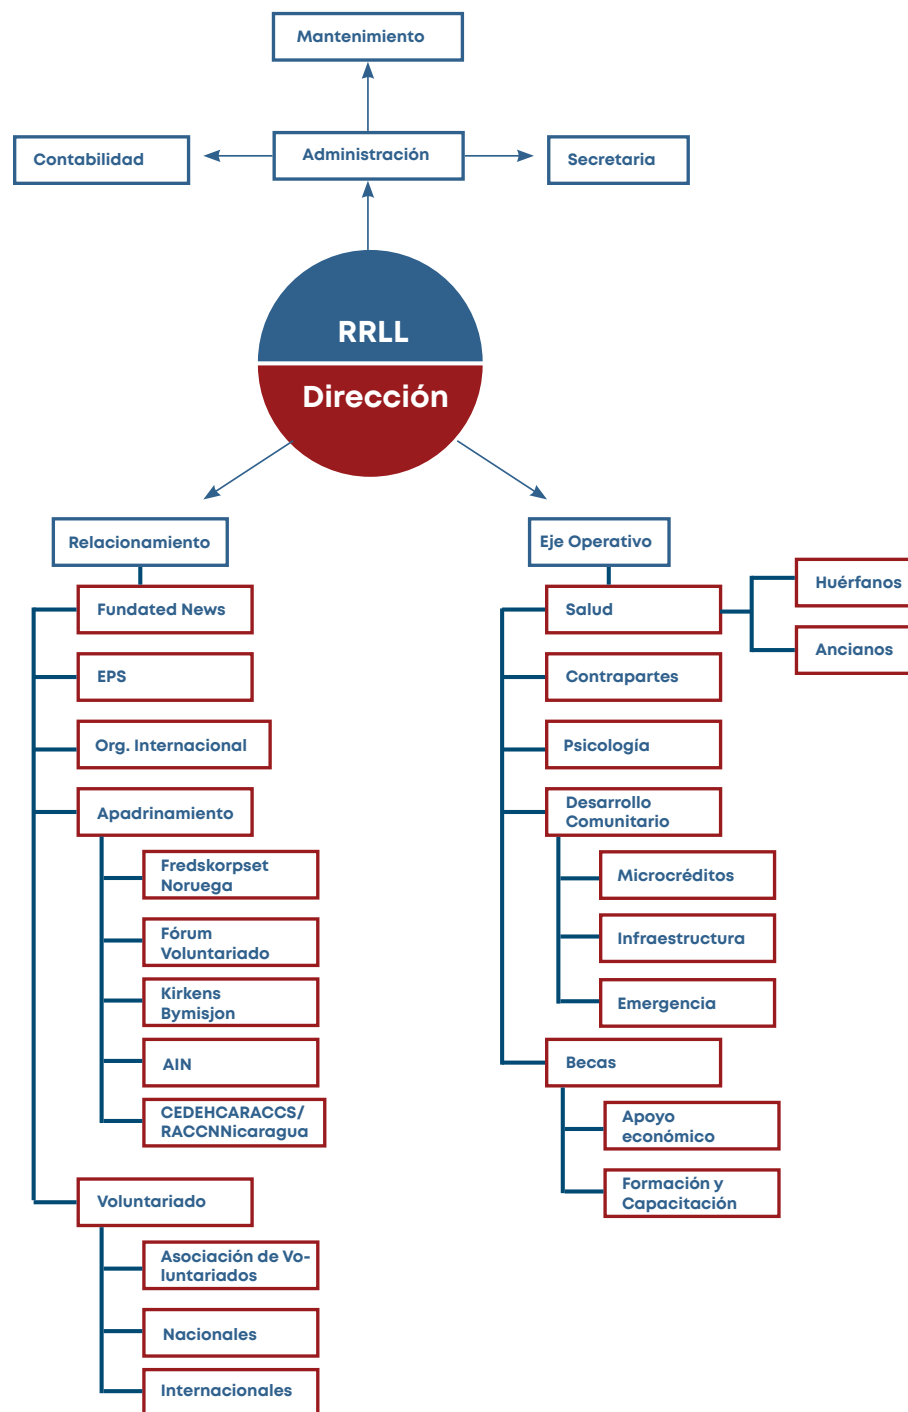 Mantenimiento
Contabilidad
Administración
Secretaria
RRLL
Dirección
Relacionamiento
Fundated News
EPS
Org. Internacional
Apadrinamiento
Fredskorpset
Noruega
Fórum
Voluntariado
Kirkens
Bymisjon
AIN
CEDEHCARACCS/
RACCNNicaragua
Voluntariado
Asociación de Vo-
luntariados
Nacionales
Internacionales
Eje Operativo
Salud
Huérfanos
Ancianos
Contrapartes
Psicología
Desarrollo
Comunitario
Microcréditos
Infraestructura
Emergencia
Becas
Apoyo
económico
Formación y
Capacitación